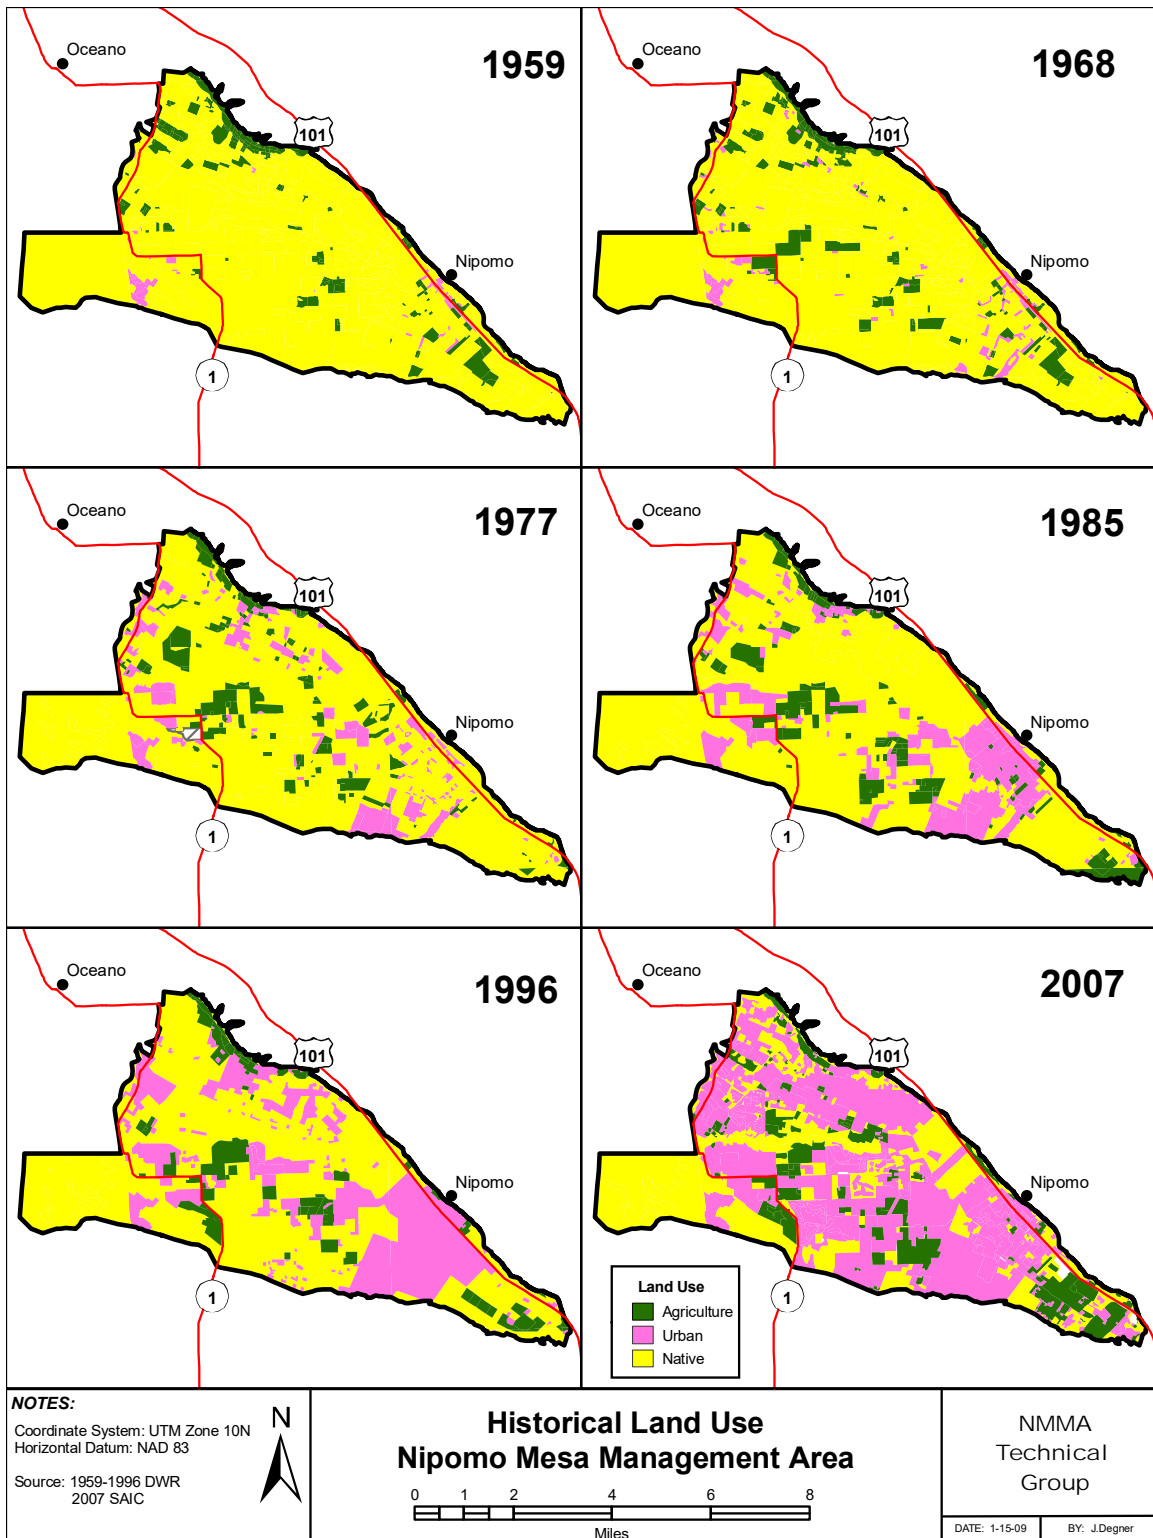 Oceano
1959
101
Nipomo
1
Oceano
1968
101
Nipomo
1
Oceano
1977
101
Nipomo
1
Oceano
1985
101
Nipomo
1
Oceano
1996
101
Nipomo
1
Oceano
2007
101
Nipomo
1
Land Use
Agriculture
Urban
Native
NOTES:
Coordinate System: UTM Zone 10N
Horizontal Datum: NAD 83
Source: 1959-1996 DWR
2007 SAIC
N
Historical Land Use
Nipomo Mesa Management Area
0 1 2 4 6 8
Miles
NMMA
Technical
Group
DATE: 1-15-09
BY: J.Degner